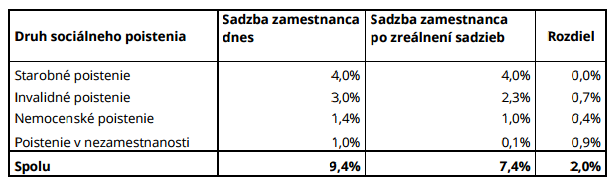 Druh sociálneho poistenia Sadzba zamestnanca dnes Sadzba zamestnanca po zreálnení sadzieb Rozdiel
Starobné poistenie 4,0% 4,0% 0,0%
Invalidné poistenie 3,0% 2,3% 0,7%
Nemocenské poistenie 1,4% 1,0% 0,4%
Poistenie v nezamestnanosti 1,0% 0,1% 0,9%
Spolu 9,4% 7,4% 2,0%